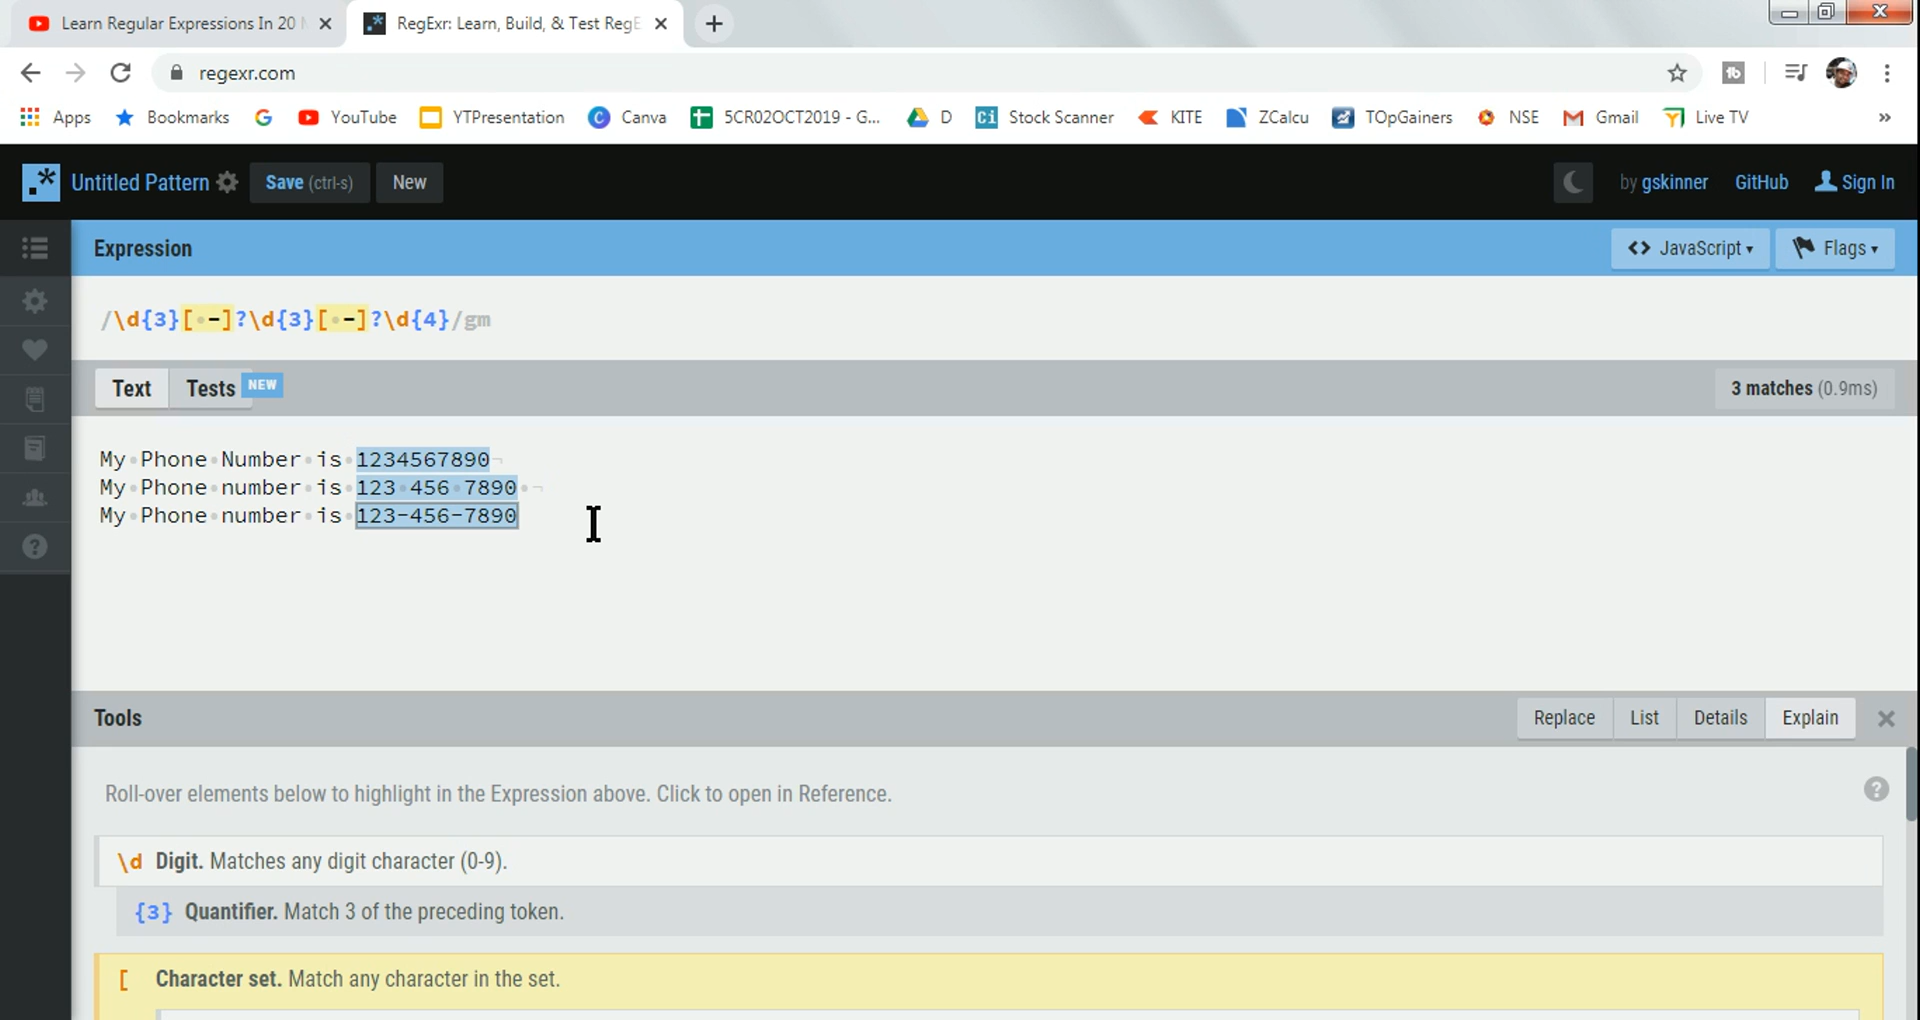 Learn Regular Expressions In 20
RegExr: Learn, Build, & Test RegE
regexr.com
Apps Bookmarks YouTube YTPresentation Canva 5CR02OCT2019 - G... D Stock Scanner KITE ZCalcu TOpGainers NSE Gmail Live TV »
.* Untitled Pattern Save (ctrl-s) New by gskinner GitHub Sign In
Expression <> JavaScript Flags
/\d{3}[ -]?\d{3}[ -]?\d{4}/gm
Text Tests NEW 3 matches (0.9ms)
My Phone Number is 1234567890
My Phone number is 123 456 7890
My Phone number is 123-456-7890
Tools Replace List Details Explain
Roll-over elements below to highlight in the Expression above. Click to open in Reference. ?
\d Digit. Matches any digit character (0-9).
{3} Quantifier. Match 3 of the preceding token.
[ Character set. Match any character in the set.